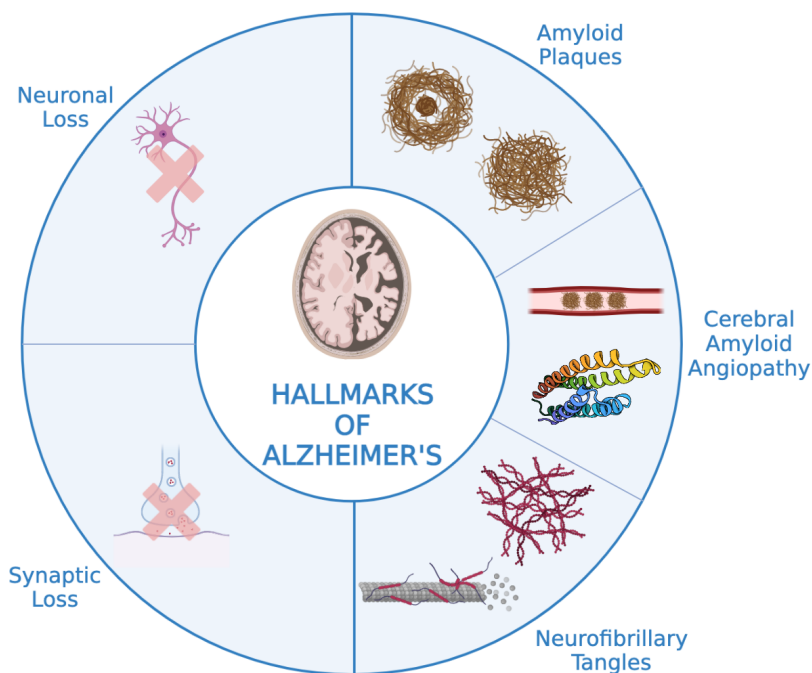 Amyloid
Plaques
Neuronal
Loss
Cerebral
Amyloid
Angiopathy
HALLMARKS
OF
ALZHEIMER'S
Synaptic
Loss
Neurofibrillary
Tangles